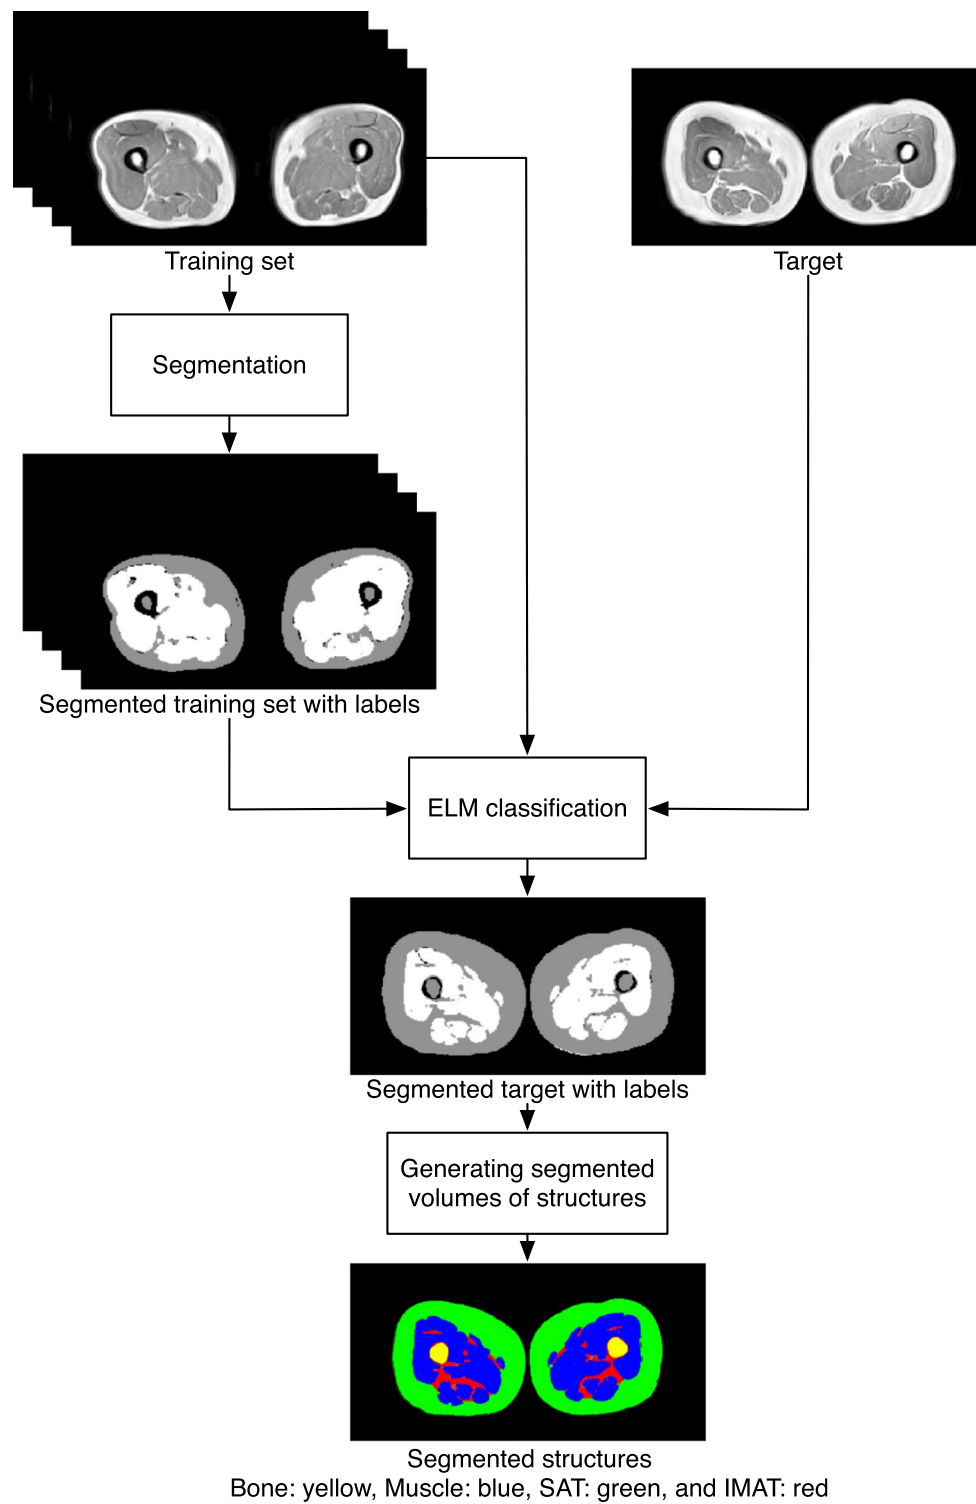 Training set
Target
Segmentation
Segmented training set with labels
ELM classification
Segmented target with labels
Generating segmented
volumes of structures
Segmented structures
Bone: yellow, Muscle: blue, SAT: green, and IMAT: red